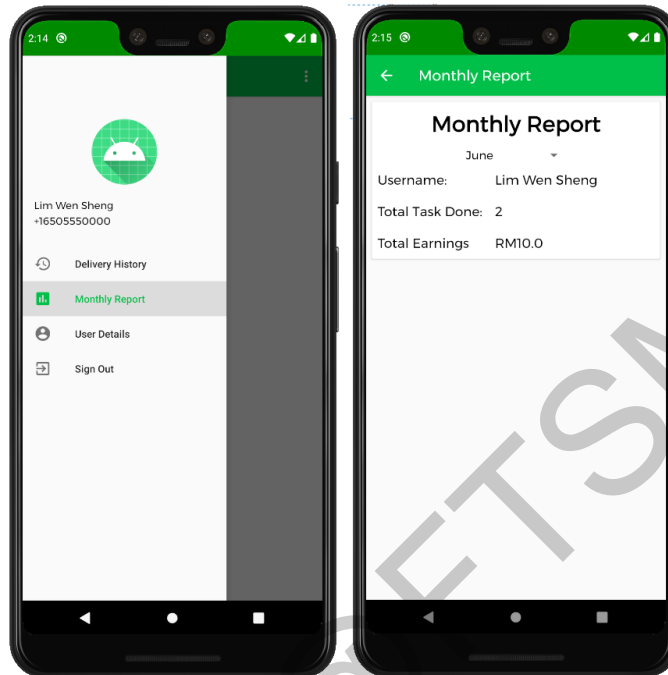 2:14
Lim Wen Sheng
+16505550000
Delivery History
Monthly Report
User Details
Sign Out
2:15
Monthly Report
Monthly Report
June
Username: Lim Wen Sheng
Total Task Done: 2
Total Earnings RM10.0